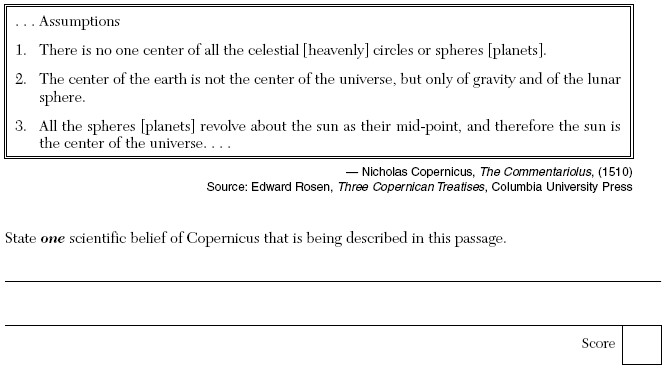 . . . Assumptions
1. There is no one center of all the celestial [heavenly] circles or spheres [planets].
2. The center of the earth is not the center of the universe, but only of gravity and of the lunar
sphere.
3. All the spheres [planets] revolve about the sun as their mid-point, and therefore the sun is
the center of the universe. . . .
— Nicholas Copernicus, The Commentariolus, (1510)
Source: Edward Rosen, Three Copernican Treatises, Columbia University Press
State one scientific belief of Copernicus that is being described in this passage.
Score